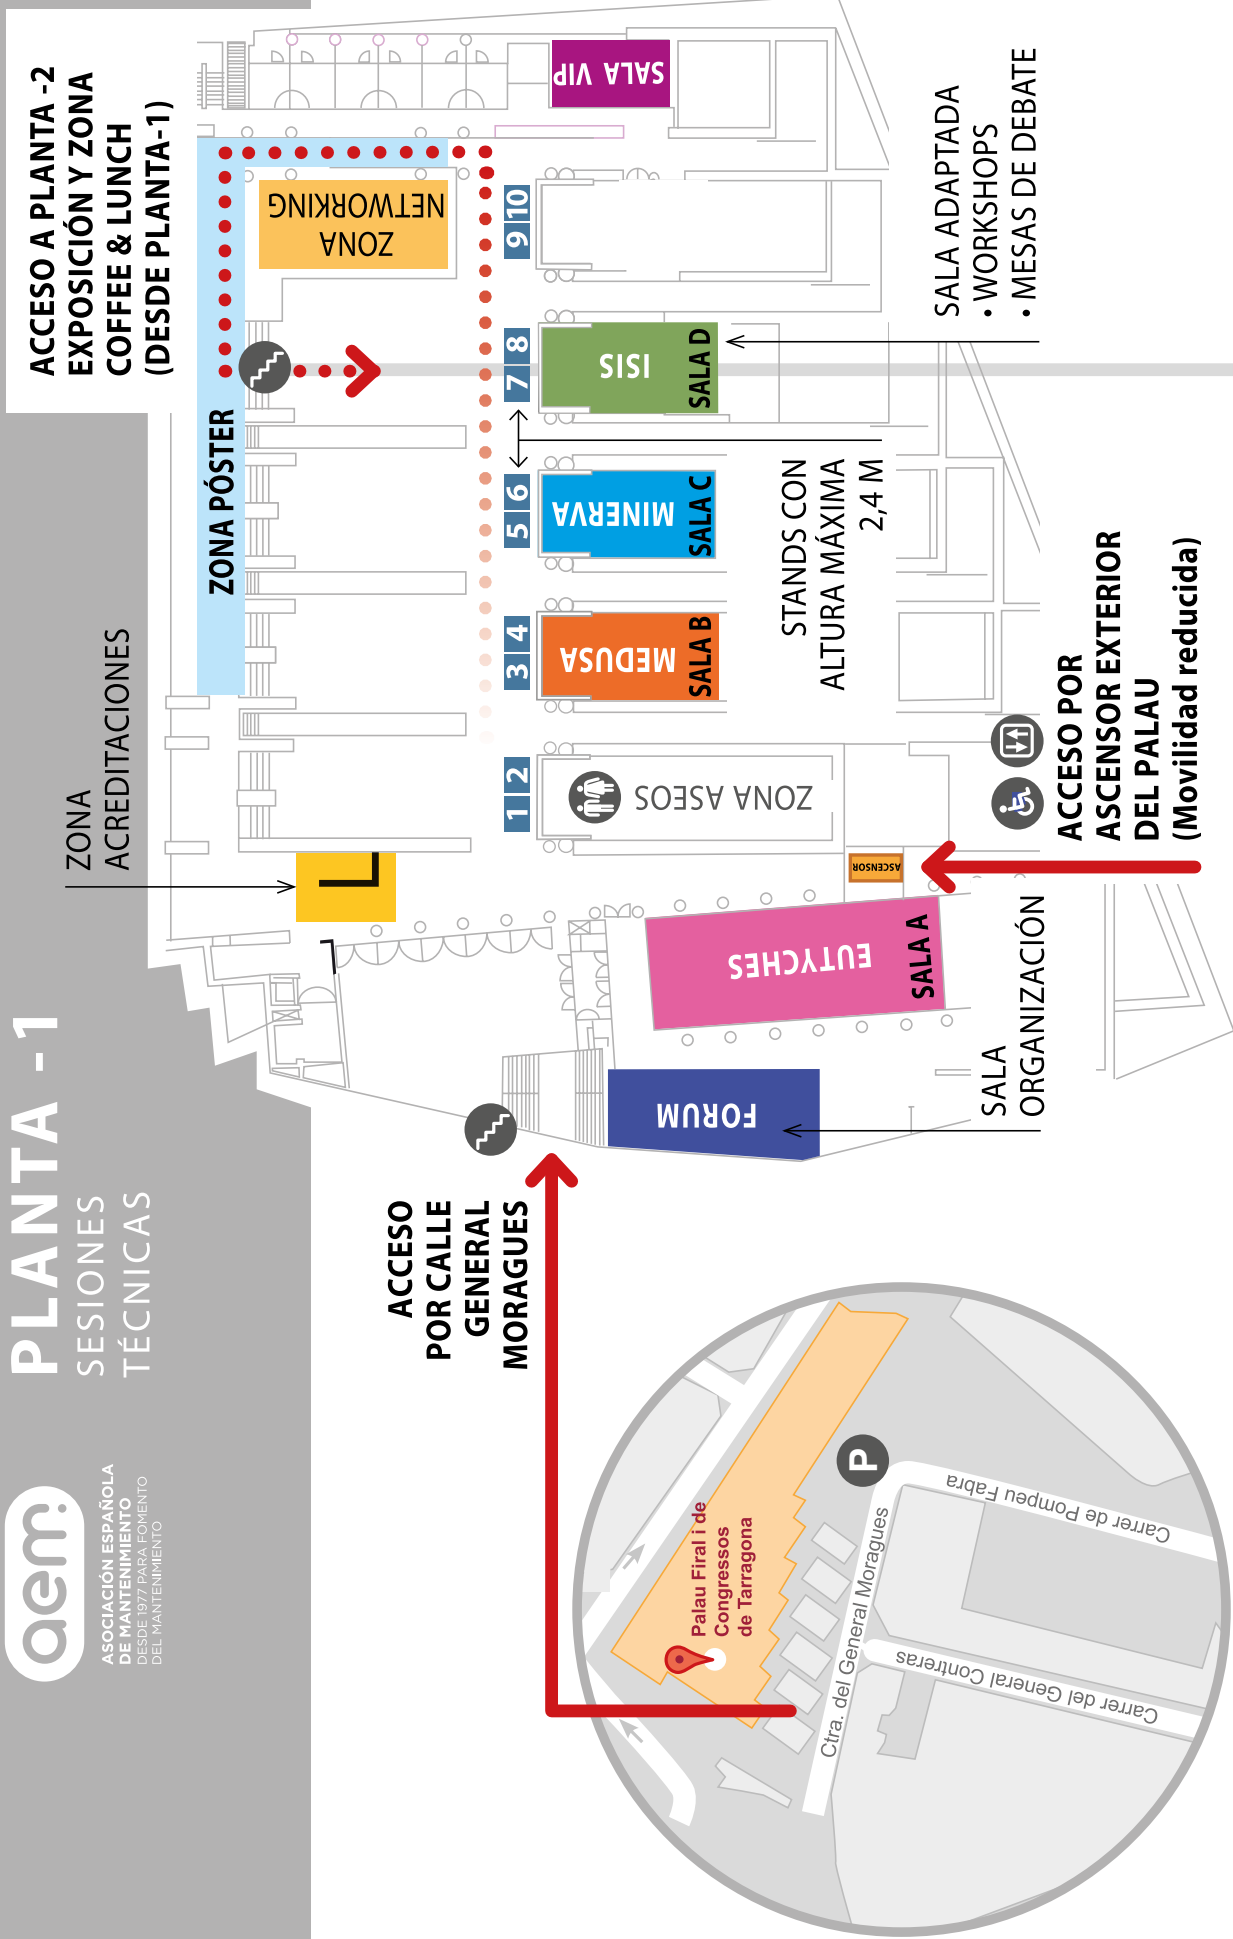 aem:
ASOCIACIÓN ESPAÑOLA
DE MANTENIMIENTO
DESDE 1977 PARA FOMENTO
DEL MANTENIMIENTO
PLANTA -1
SESIONES
TÉCNICAS
ZONA
ACREDITACIONES
ACCESO A PLANTA -2
EXPOSICIÓN Y ZONA
COFFEE & LUNCH
(DESDE PLANTA-1)
ZONA PÓSTER
ZONA
NETWORKING
SALA VIP
1 2
3 4
5 6
7 8
9 10
ZONA ASEOS
MEDUSA
SALA B
MINERVA
SALA C
ISIS
SALA D
EUTYCHES
SALA A
FORUM
ASCENSOR
STANDS CON
ALTURA MÁXIMA
2,4 M
SALA ADAPTADA
• WORKSHOPS
• MESAS DE DEBATE
SALA
ORGANIZACIÓN
ACCESO POR
ASCENSOR EXTERIOR
DEL PALAU
(Movilidad reducida)
ACCESO
POR CALLE
GENERAL
MORAGUES
Palau Firal i de
Congressos
de Tarragona
P
Ctra. del General Moragues
Carrer de Pompeu Fabra
Carrer del General Contreras